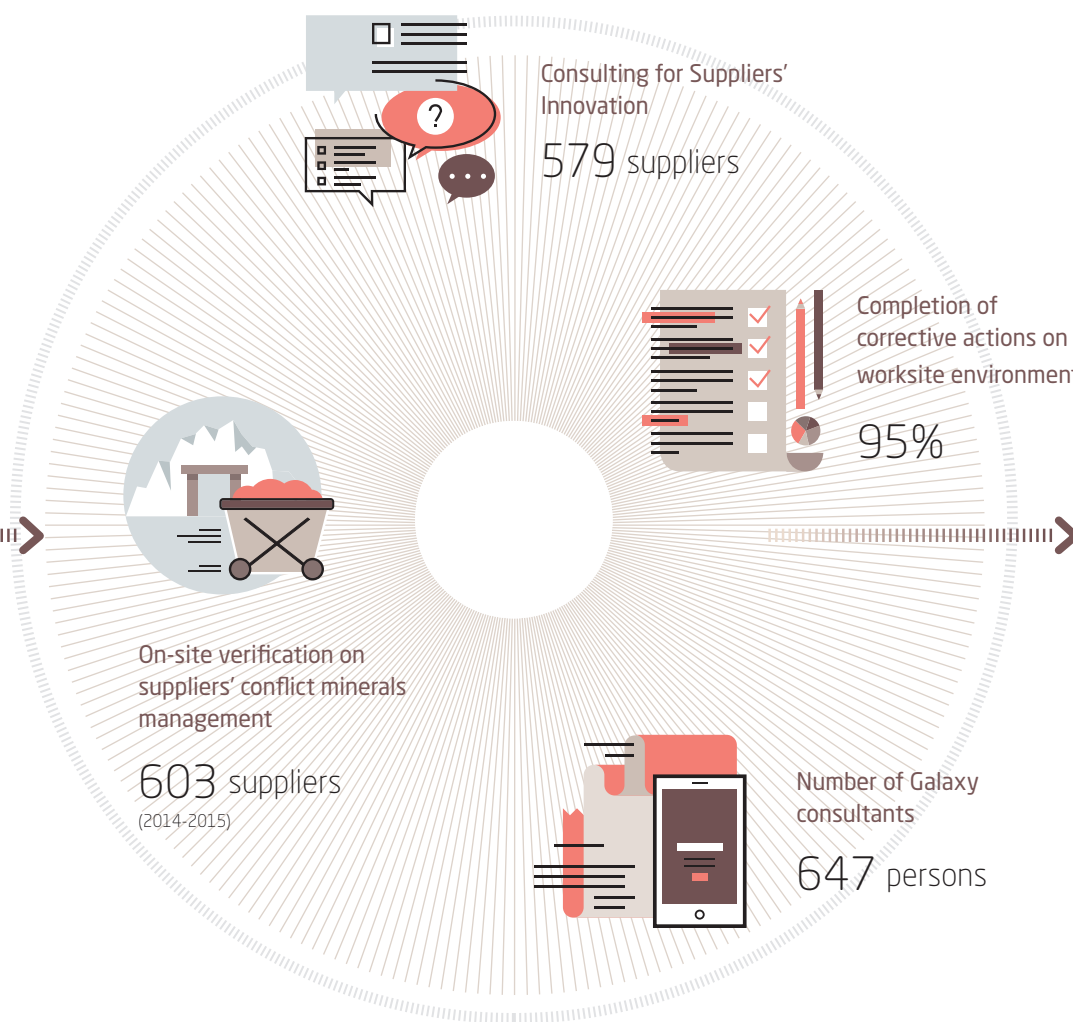 Consulting for Suppliers'
Innovation
579 suppliers
?
Completion of
corrective actions on
worksite environment
95%
On-site verification on
suppliers' conflict minerals
management
603 suppliers
(2014-2015)
Number of Galaxy
consultants
647 persons